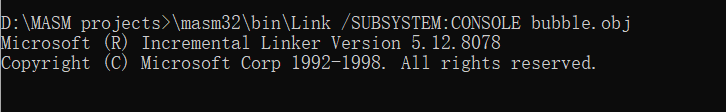 D:\MASM projects>\masm32\bin\Link /SUBSYSTEM:CONSOLE bubble.obj
Microsoft (R) Incremental Linker Version 5.12.8078
Copyright (C) Microsoft Corp 1992-1998. All rights reserved.